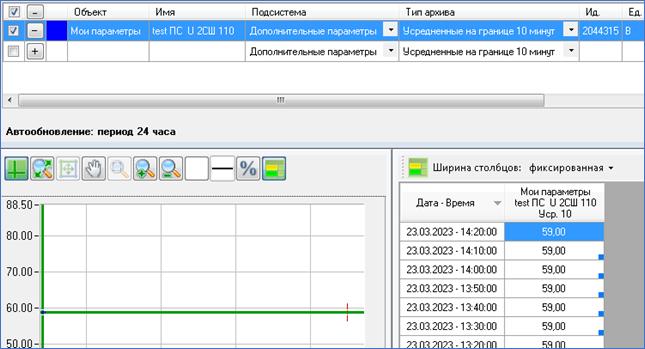 Объект Имя Подсистема Тип архива Ид. Ед.
Мои параметры test ПС U 2СШ 110 Дополнительные параметры Усредненные на границе 10 минут 2044315 В
Дополнительные параметры Усредненные на границе 10 минут
Автообновление: период 24 часа
Ширина столбцов: фиксированная
88.50
80.00
70.00
60.00
50.00
Дата - Время Мои параметры
test ПС U 2СШ 110
Уср. 10
23.03.2023 - 14:20:00 59,00
23.03.2023 - 14:10:00 59,00
23.03.2023 - 14:00:00 59,00
23.03.2023 - 13:50:00 59,00
23.03.2023 - 13:40:00 59,00
23.03.2023 - 13:30:00 59,00
23.03.2023 - 13:20:00 59,00